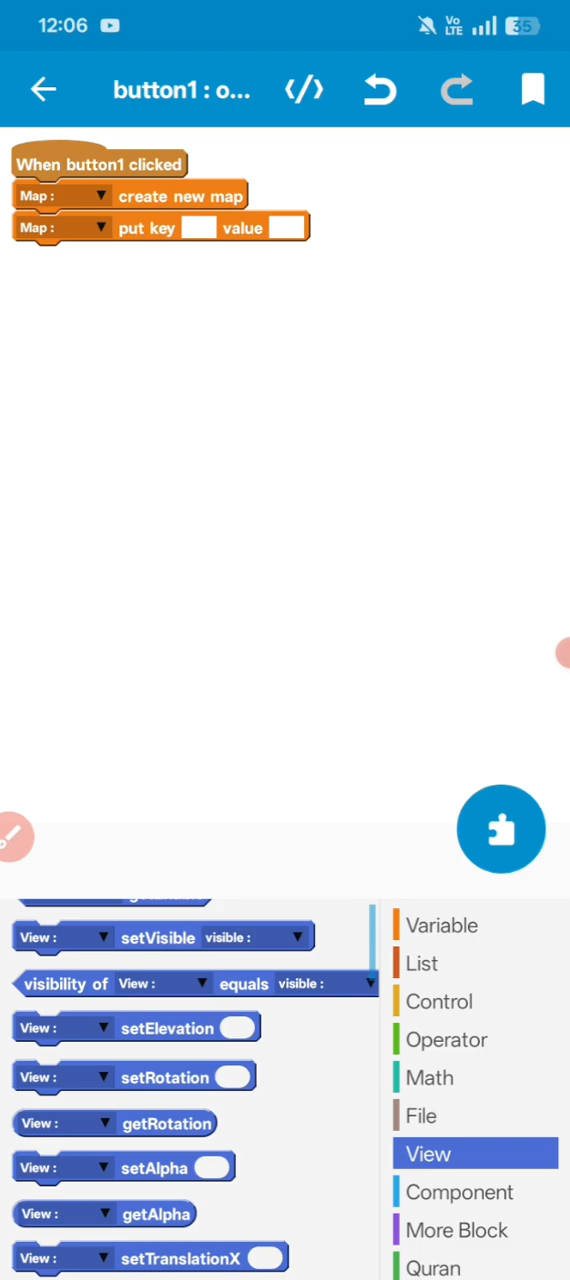 12:06 Vo LTE 35
button1 : o... </>
When button1 clicked
Map : create new map
Map : put key value
View : setVisible visible :
visibility of View : equals visible :
View : setElevation
View : setRotation
View : getRotation
View : setAlpha
View : getAlpha
View : setTranslationX
Variable
List
Control
Operator
Math
File
View
Component
More Block
Quran